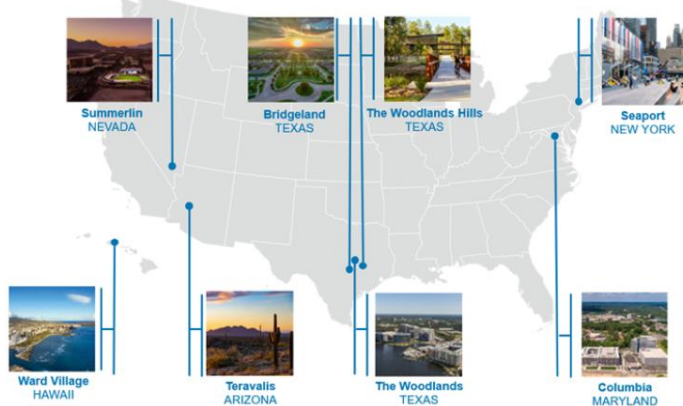 Summerlin
NEVADA
Bridgeland
TEXAS
The Woodlands Hills
TEXAS
Seaport
NEW YORK
Ward Village
HAWAII
Teravalis
ARIZONA
The Woodlands
TEXAS
Columbia
MARYLAND